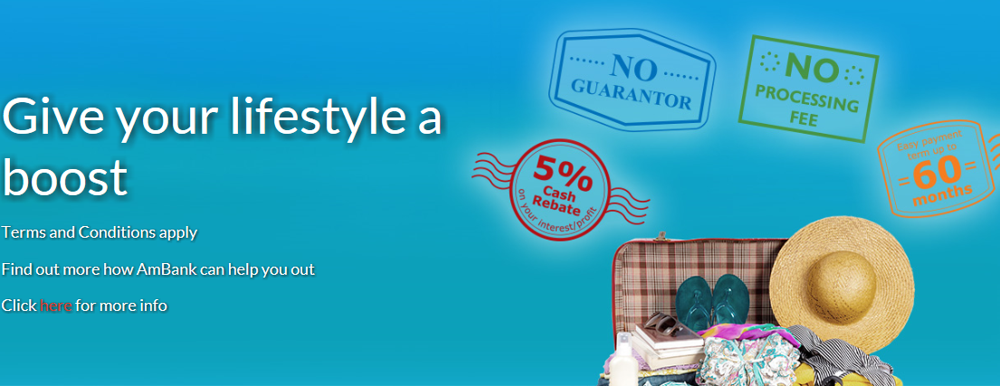 Give your lifestyle a
boost
Terms and Conditions apply
Find out more how AmBank can help you out
Click here for more info
NO
GUARANTOR
NO
PROCESSING
FEE
5%
Cash
Rebate
on your interest/profit
Easy payment
term up to
=60=
months